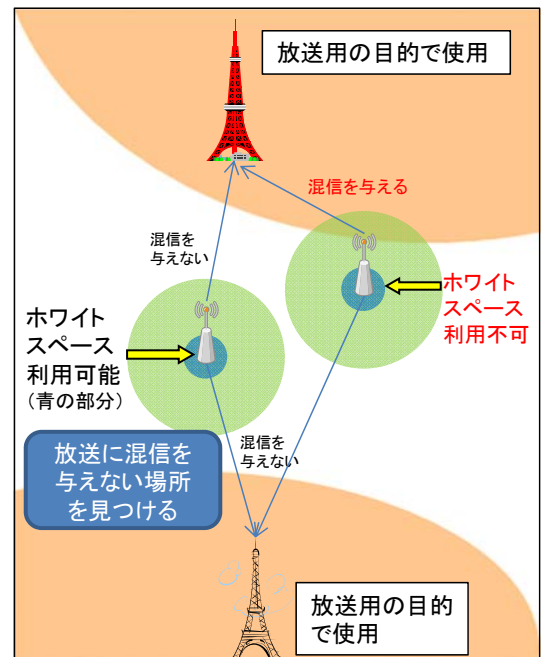 放送用の目的で使用
混信を与える
混信を
与えない
ホワイト
スペース
利用不可
ホワイト
スペース
利用可能
（青の部分）
混信を
与えない
放送に混信を
与えない場所
を見つける
放送用の目的
で使用